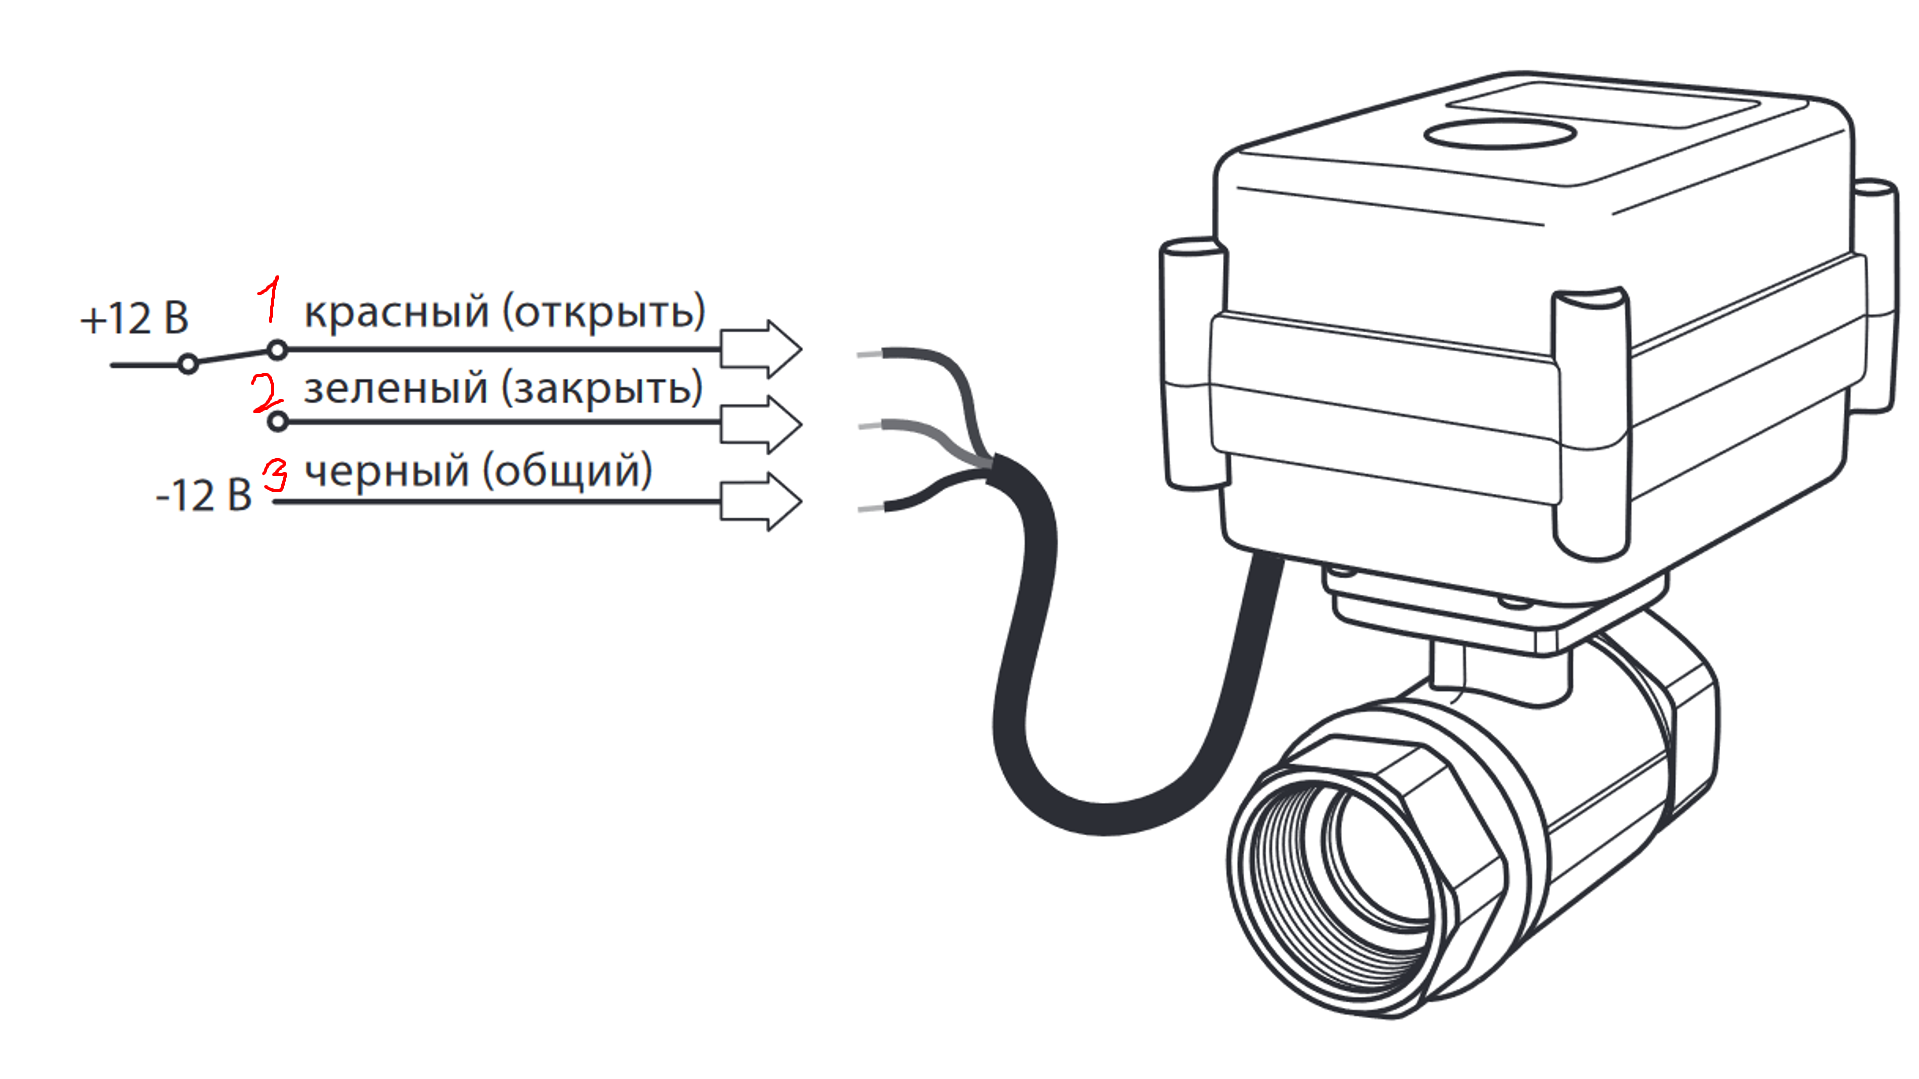 +12 В 1 красный (открыть)
2 зеленый (закрыть)
-12 В 3 черный (общий)